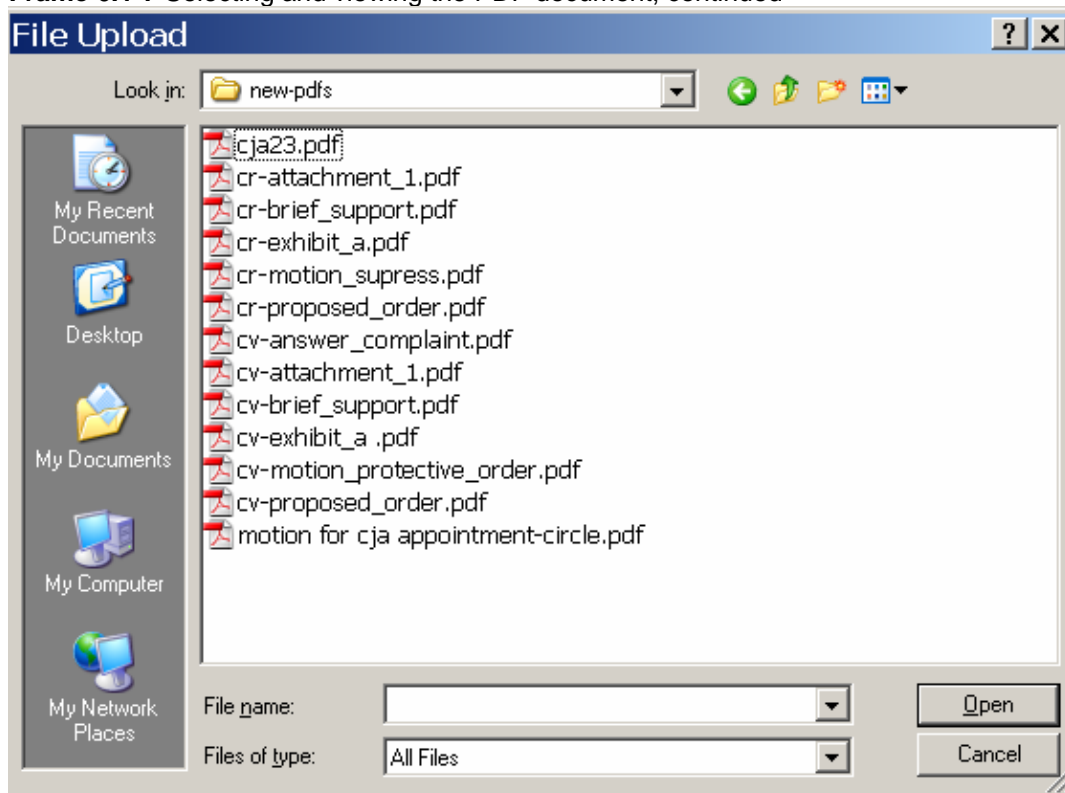 File Upload
Look in:
new-pdfs
My Recent
Documents
Desktop
My Documents
My Computer
My Network
Places
cja23.pdf
cr-attachment_1.pdf
cr-brief_support.pdf
cr-exhibit_a.pdf
cr-motion_supress.pdf
cr-proposed_order.pdf
cv-answer_complaint.pdf
cv-attachment_1.pdf
cv-brief_support.pdf
cv-exhibit_a .pdf
cv-motion_protective_order.pdf
cv-proposed_order.pdf
motion for cja appointment-circle.pdf
File name:
Open
Files of type:
All Files
Cancel